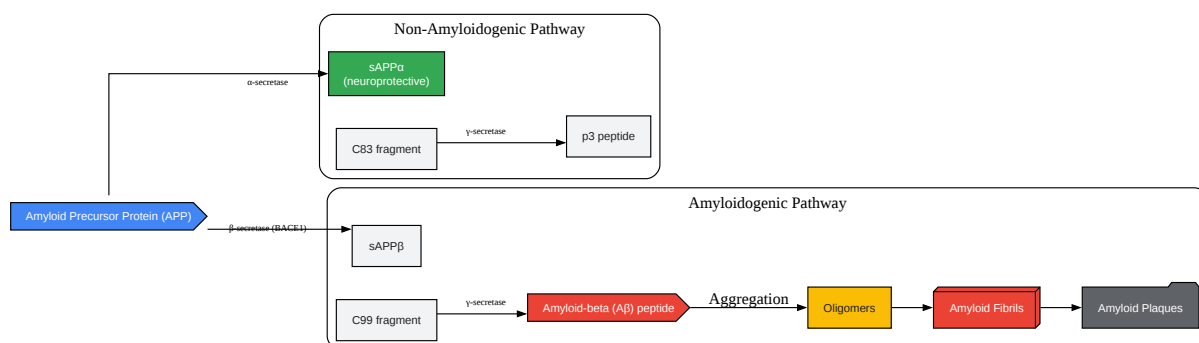 Non-Amyloidogenic Pathway
sAPPα
(neuroprotective)
α-secretase
γ-secretase
p3 peptide
C83 fragment
Amyloidogenic Pathway
Amyloid Precursor Protein (APP)
β-secretase (BACE1)
sAPPβ
γ-secretase
Aggregation
C99 fragment
Amyloid-beta (Aβ) peptide
Oligomers
Amyloid Fibrils
Amyloid Plaques